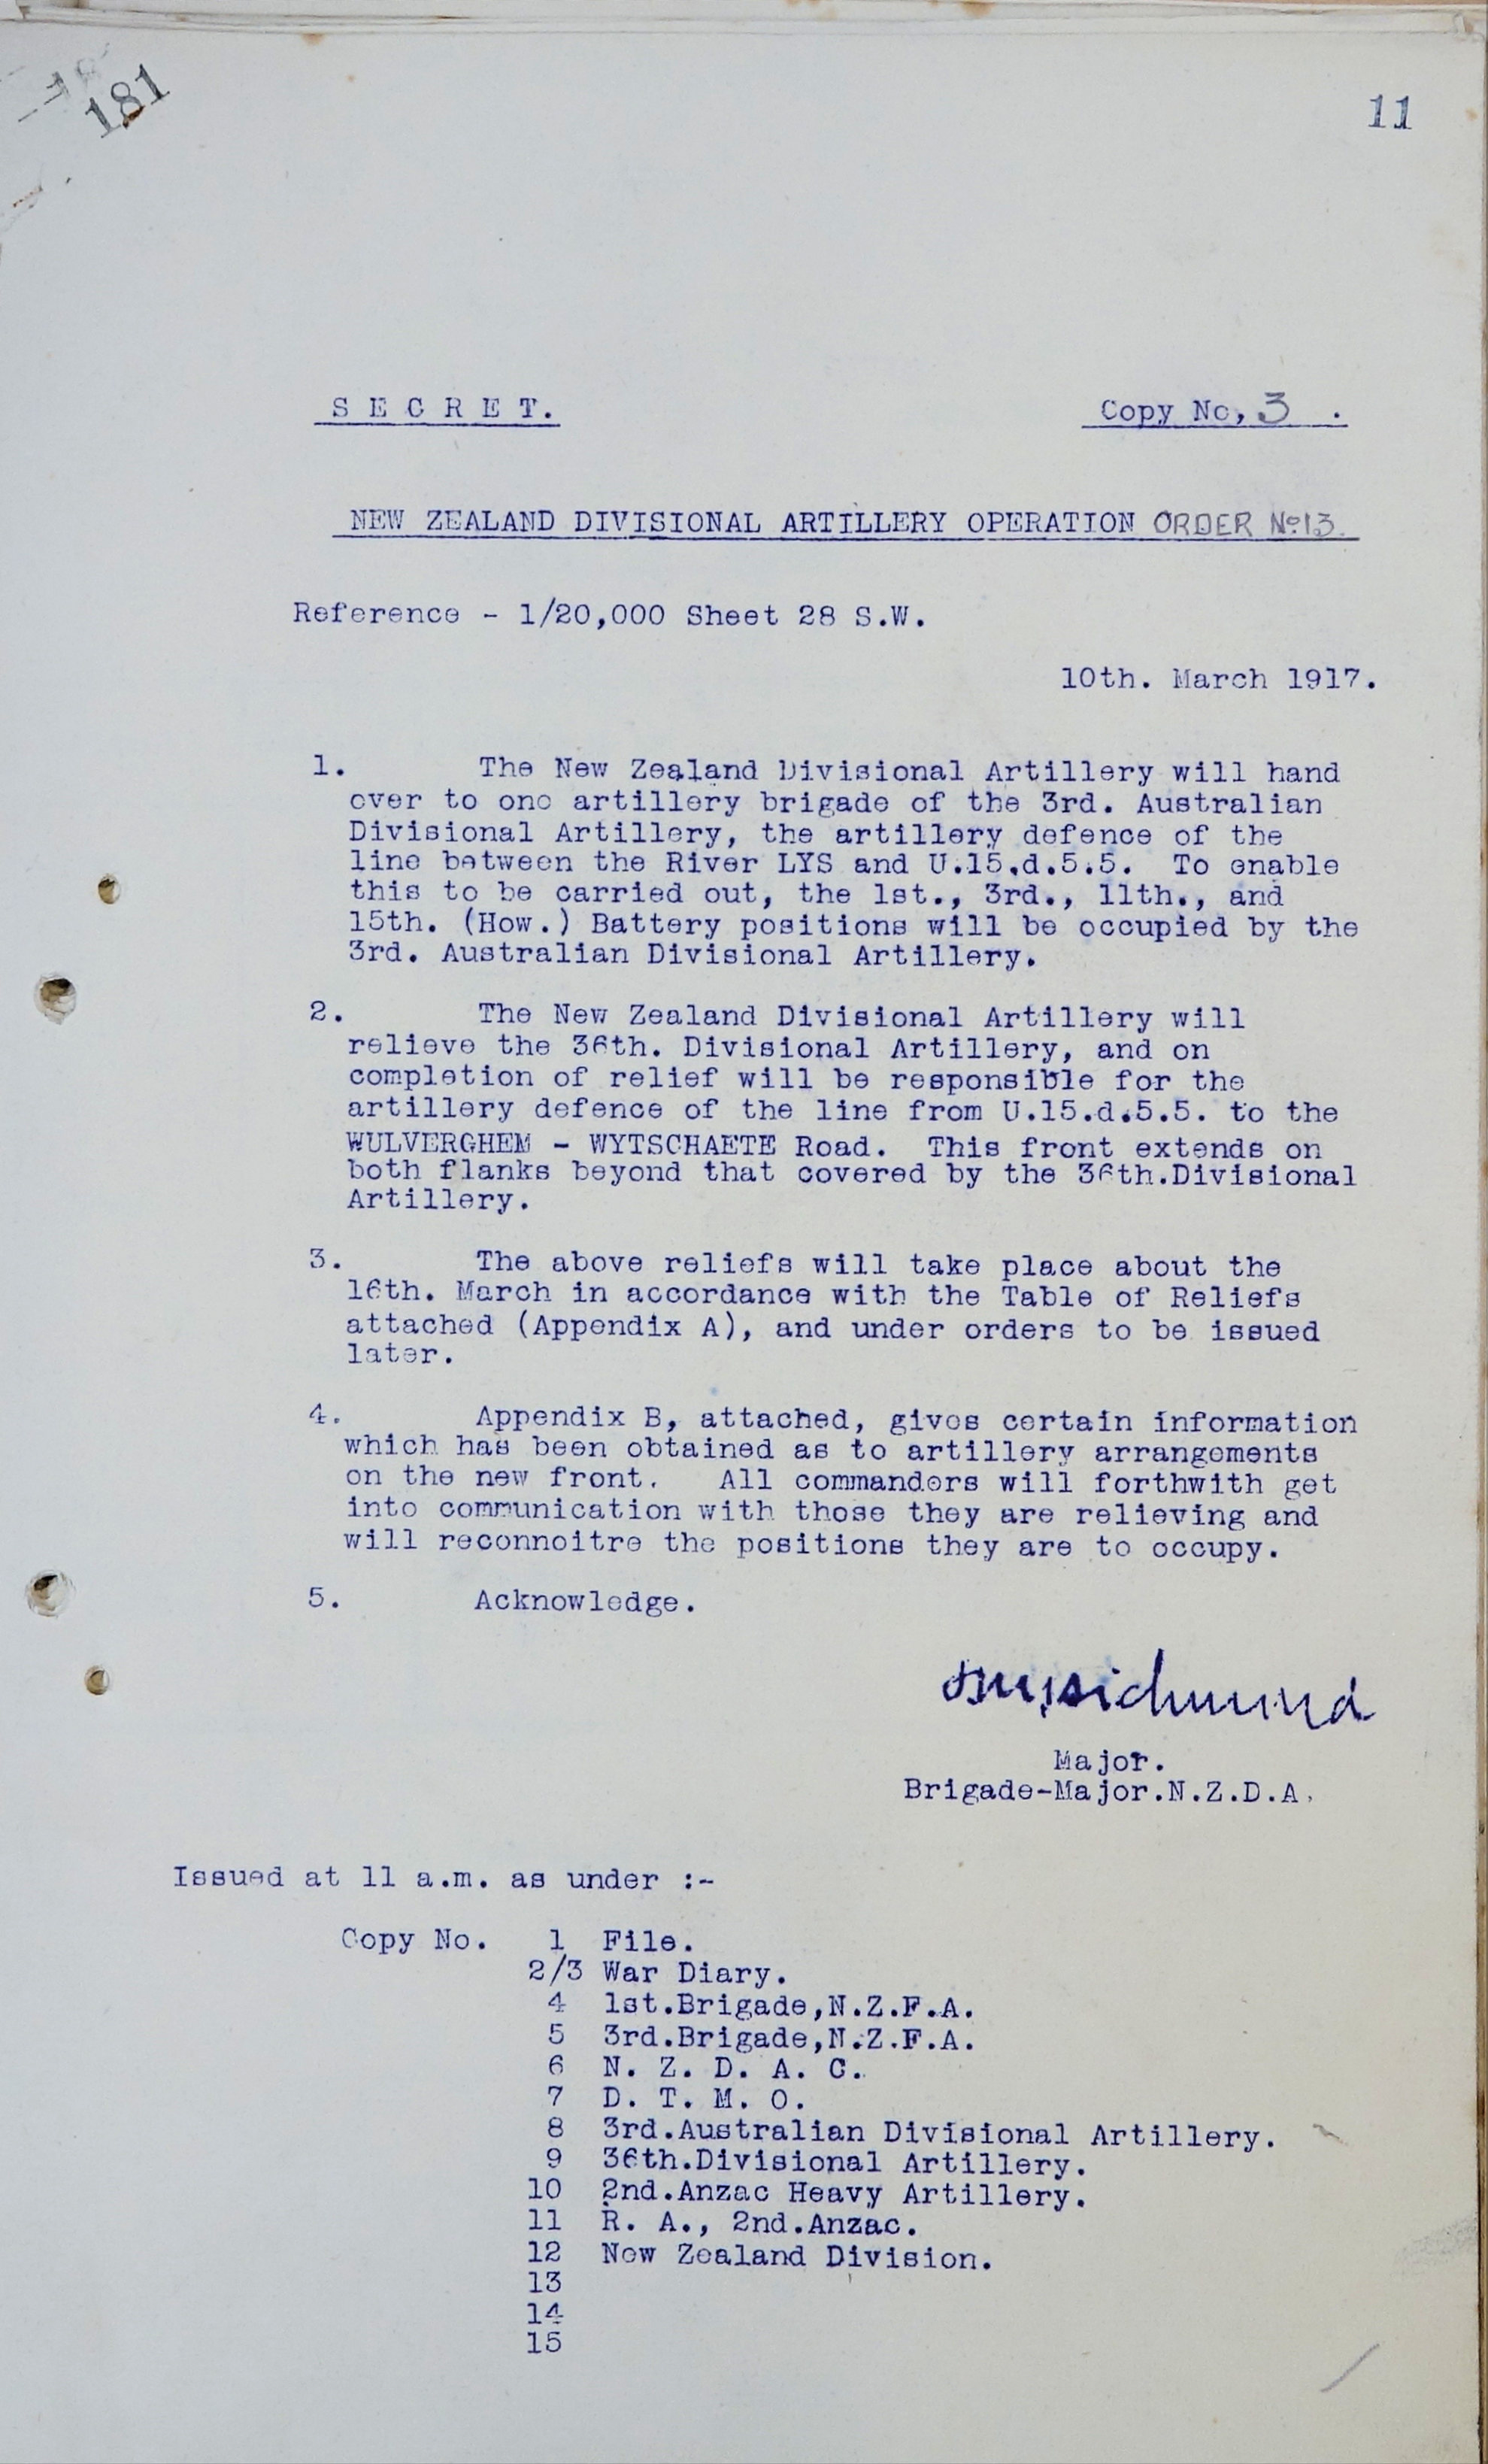 181
11
S E C R E T.
Copy No, 3 .
NEW ZEALAND DIVISIONAL ARTILLERY OPERATION ORDER No 13.
Reference - 1/20,000 Sheet 28 S.W.
10th. March 1917.
1. The New Zealand Divisional Artillery will hand
over to one artillery brigade of the 3rd. Australian
Divisional Artillery, the artillery defence of the
line between the River LYS and U.15.d.5.5. To enable
this to be carried out, the 1st., 3rd., 11th., and
15th. (How.) Battery positions will be occupied by the
3rd. Australian Divisional Artillery.
2. The New Zealand Divisional Artillery will
relieve the 36th. Divisional Artillery, and on
completion of relief will be responsible for the
artillery defence of the line from U.15.d.5.5. to the
WULVERGHEM - WYTSCHAETE Road. This front extends on
both flanks beyond that covered by the 36th.Divisional
Artillery.
3. The above reliefs will take place about the
16th. March in accordance with the Table of Reliefs
attached (Appendix A), and under orders to be issued
later.
4. Appendix B, attached, gives certain information
which has been obtained as to artillery arrangements
on the new front. All commanders will forthwith get
into communication with those they are relieving and
will reconnoitre the positions they are to occupy.
5. Acknowledge.
Major.
Brigade-Major.N.Z.D.A.
Issued at 11 a.m. as under :-
Copy No. 1 File.
2/3 War Diary.
4 1st.Brigade,N.Z.F.A.
5 3rd.Brigade,N.Z.F.A.
6 N. Z. D. A. C.
7 D. T. M. O.
8 3rd.Australian Divisional Artillery.
9 36th.Divisional Artillery.
10 2nd.Anzac Heavy Artillery.
11 R. A., 2nd.Anzac.
12 New Zealand Division.
13
14
15